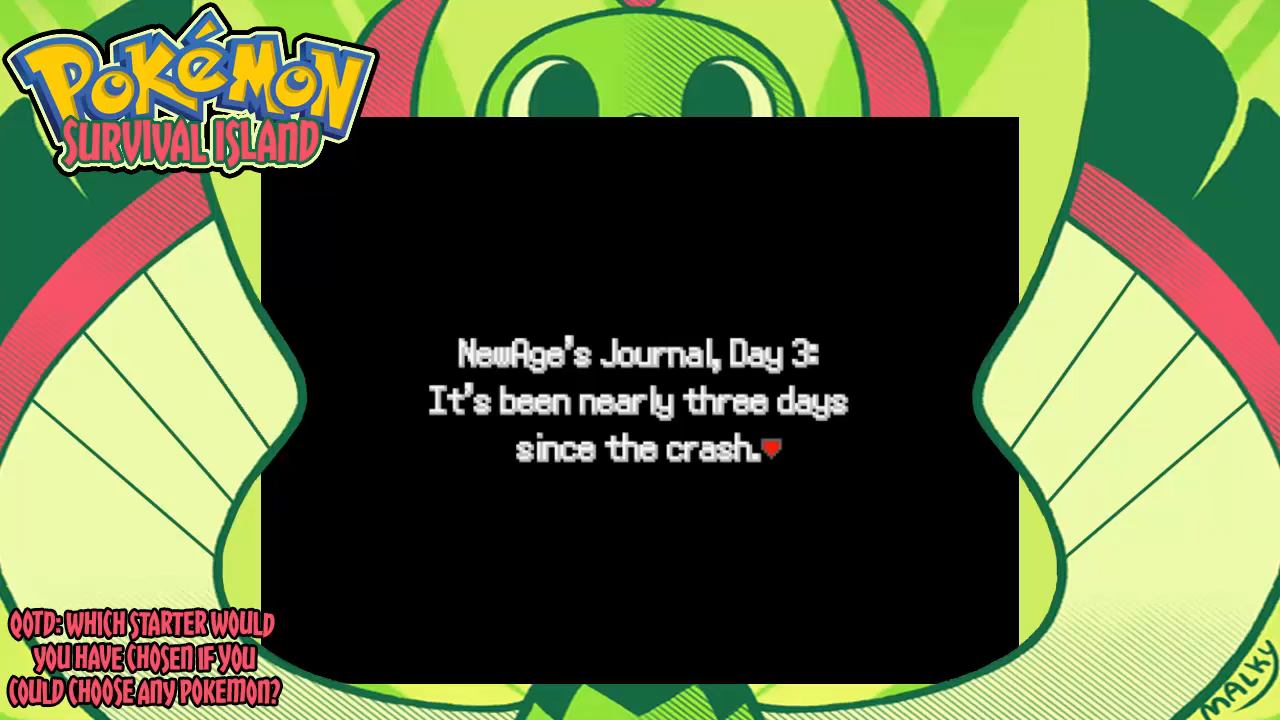 POKÉMON
SURVIVAL ISLAND
NewAge's Journal, Day 3:
It's been nearly three days
since the crash.
QOTD: WHICH STARTER WOULD
YOU HAVE CHOSEN IF YOU
COULD CHOOSE ANY POKEMON?
MALKY